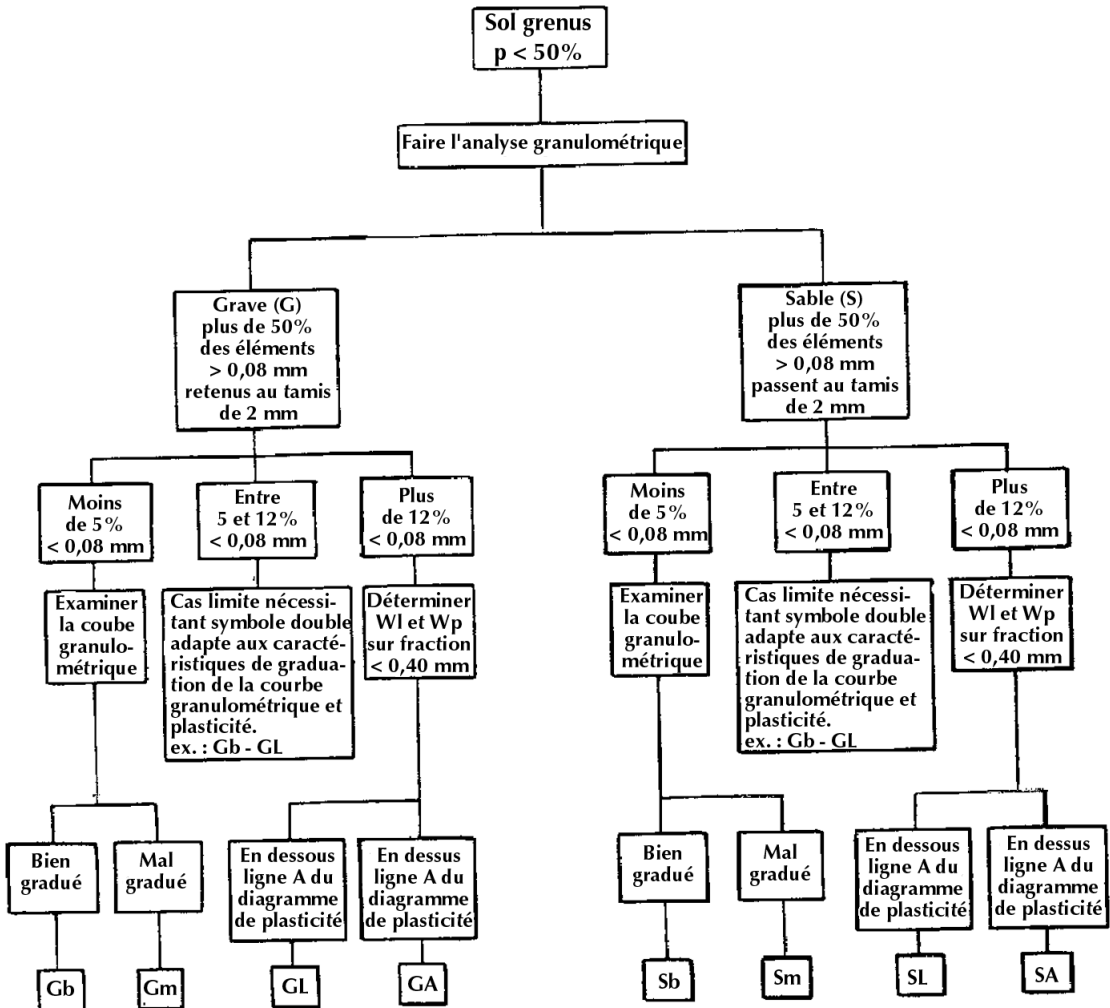 Sol grenus
p < 50%
Faire l'analyse granulométrique
Grave (G)
plus de 50%
des éléments
> 0,08 mm
retenus au tamis
de 2 mm
Sable (S)
plus de 50%
des éléments
> 0,08 mm
passent au tamis
de 2 mm
Moins
de 5%
< 0,08 mm
Entre
5 et 12%
< 0,08 mm
Plus
de 12%
< 0,08 mm
Moins
de 5%
< 0,08 mm
Entre
5 et 12%
< 0,08 mm
Plus
de 12%
< 0,08 mm
Examiner
la coube
granulo-
métrique
Cas limite nécessi-
tant symbole double
adapte aux caracté-
ristiques de gradua-
tion de la courbe
granulométrique et
plasticité.
ex. : Gb - GL
Déterminer
Wl et Wp
sur fraction
< 0,40 mm
Examiner
la coube
granulo-
métrique
Cas limite nécessi-
tant symbole double
adapte aux caracté-
ristiques de gradua-
tion de la courbe
granulométrique et
plasticité.
ex. : Gb - GL
Déterminer
Wl et Wp
sur fraction
< 0,40 mm
Bien
gradué
Mal
gradué
En dessous
ligne A du
diagramme
de plasticité
En dessus
ligne A du
diagramme
de plasticité
Bien
gradué
Mal
gradué
En dessous
ligne A du
diagramme
de plasticité
En dessus
ligne A du
diagramme
de plasticité
Gb
Gm
GL
GA
Sb
Sm
SL
SA